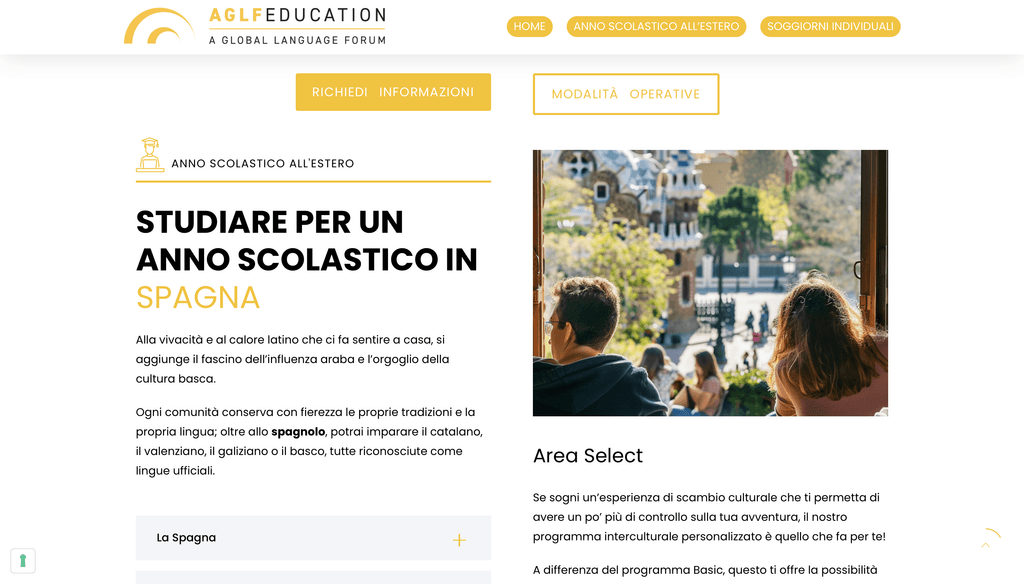 AGLFEDUCATION
A GLOBAL LANGUAGE FORUM
HOME
ANNO SCOLASTICO ALL'ESTERO
SOGGIORNI INDIVIDUALI
RICHIEDI INFORMAZIONI
MODALITÀ OPERATIVE
ANNO SCOLASTICO ALL'ESTERO
STUDIARE PER UN
ANNO SCOLASTICO IN
SPAGNA
Alla vivacità e al calore latino che ci fa sentire a casa, si
aggiunge il fascino dell’influenza araba e l’orgoglio della
cultura basca.
Ogni comunità conserva con fierezza le proprie tradizioni e la
propria lingua; oltre allo spagnolo, potrai imparare il catalano,
il valenziano, il galiziano o il basco, tutte riconosciute come
lingue ufficiali.
La Spagna
Area Select
Se sogni un’esperienza di scambio culturale che ti permetta di
avere un po’ più di controllo sulla tua avventura, il nostro
programma interculturale personalizzato è quello che fa per te!
A differenza del programma Basic, questo ti offre la possibilità